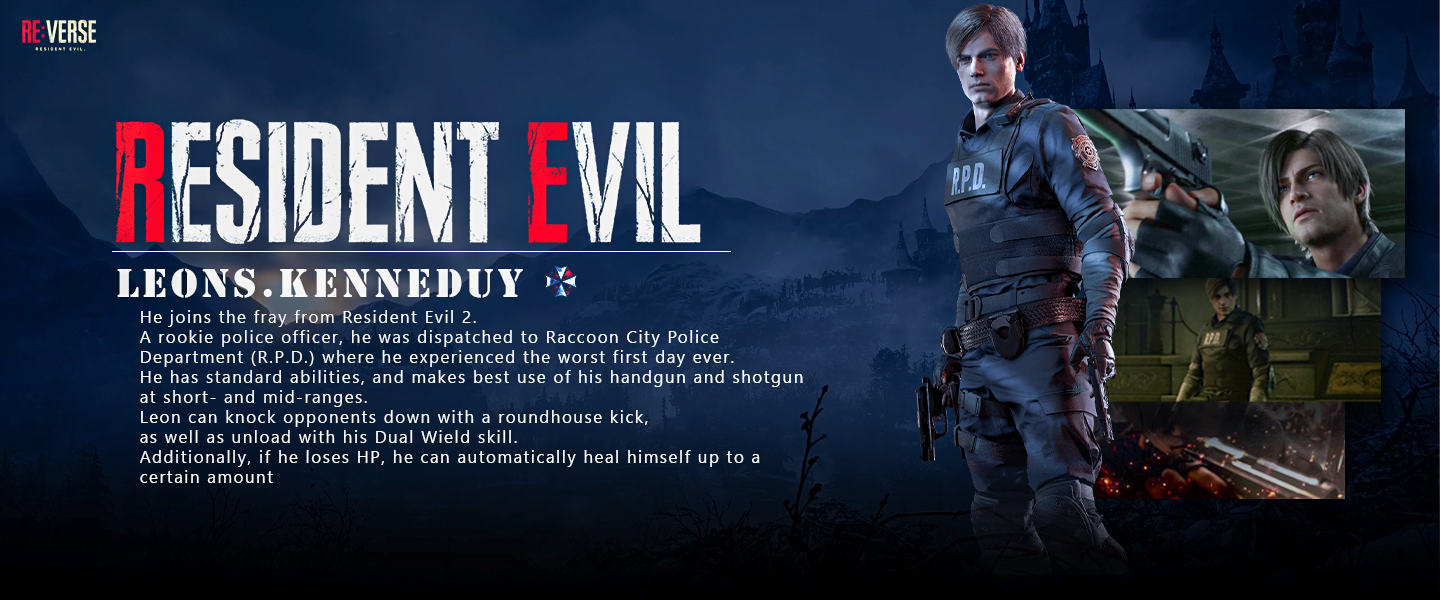 RE:VERSE
RESIDENT EVIL.
RESIDENT EVIL
LEONS.KENNEDUY
He joins the fray from Resident Evil 2.
A rookie police officer, he was dispatched to Raccoon City Police
Department (R.P.D.) where he experienced the worst first day ever.
He has standard abilities, and makes best use of his handgun and shotgun
at short- and mid-ranges.
Leon can knock opponents down with a roundhouse kick,
as well as unload with his Dual Wield skill.
Additionally, if he loses HP, he can automatically heal himself up to a
certain amount
R.P.D.
RPD